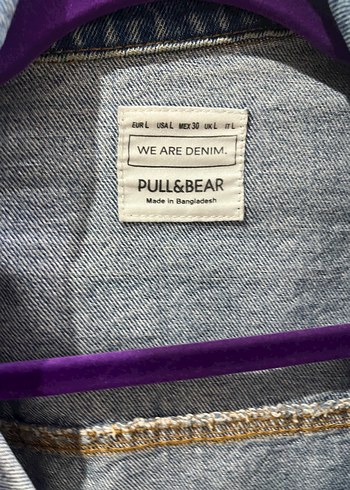 EUR L USA L MEX 30 UK L IT L
WE ARE DENIM.
PULL&BEAR
Made in Bangladesh